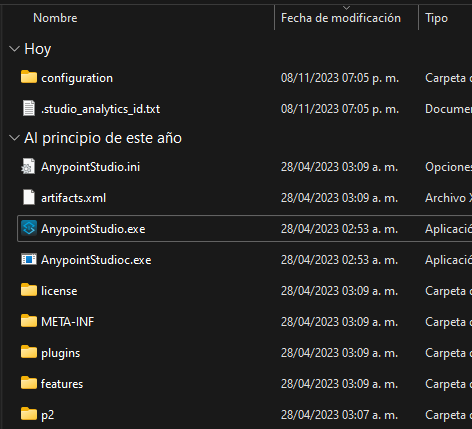 Nombre Fecha de modificación Tipo
Hoy
configuration 08/11/2023 07:05 p. m. Carpeta
.studio_analytics_id.txt 08/11/2023 07:05 p. m. Docume
Al principio de este año
AnypointStudio.ini 28/04/2023 03:09 a. m. Opciones
artifacts.xml 28/04/2023 03:09 a. m. Archivo X
AnypointStudio.exe 28/04/2023 02:53 a. m. Aplicació
AnypointStudioc.exe 28/04/2023 02:53 a. m. Aplicació
license 28/04/2023 03:09 a. m. Carpeta d
META-INF 28/04/2023 03:09 a. m. Carpeta d
plugins 28/04/2023 03:09 a. m. Carpeta d
features 28/04/2023 03:09 a. m. Carpeta d
p2 28/04/2023 03:07 a. m. Carpeta d